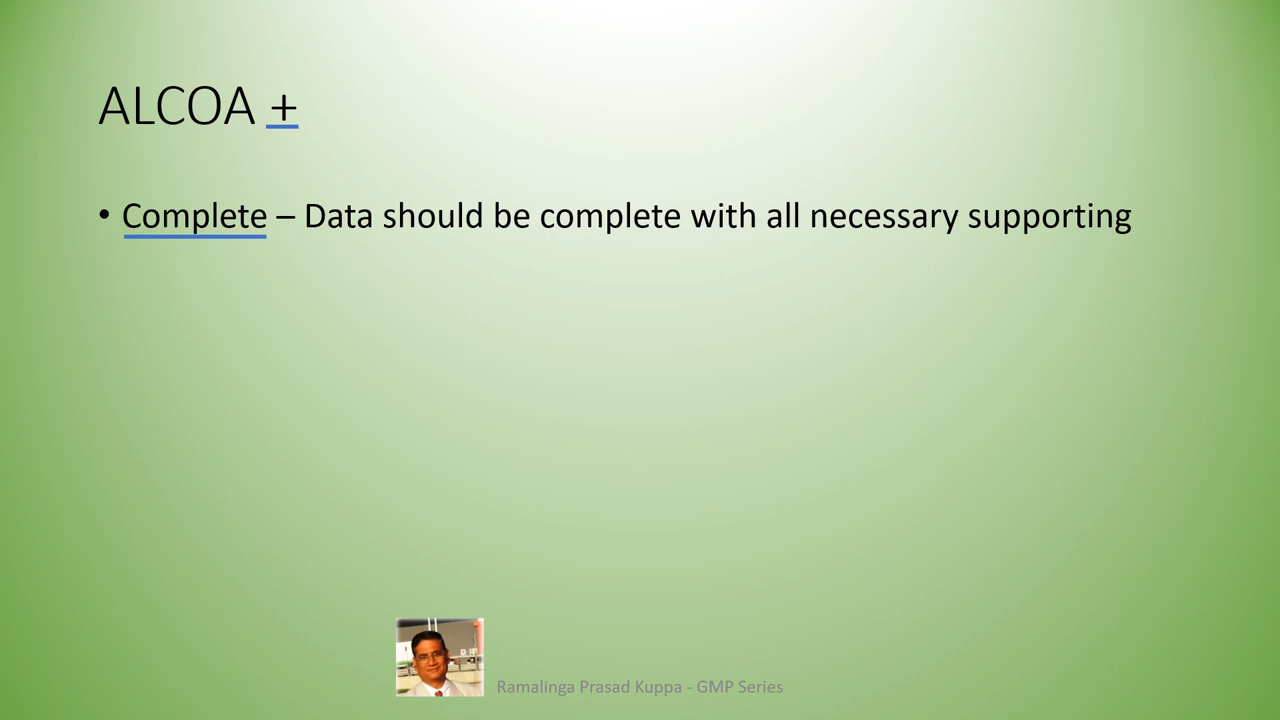 ALCOA +
• Complete – Data should be complete with all necessary supporting
Ramalinga Prasad Kuppa - GMP Series